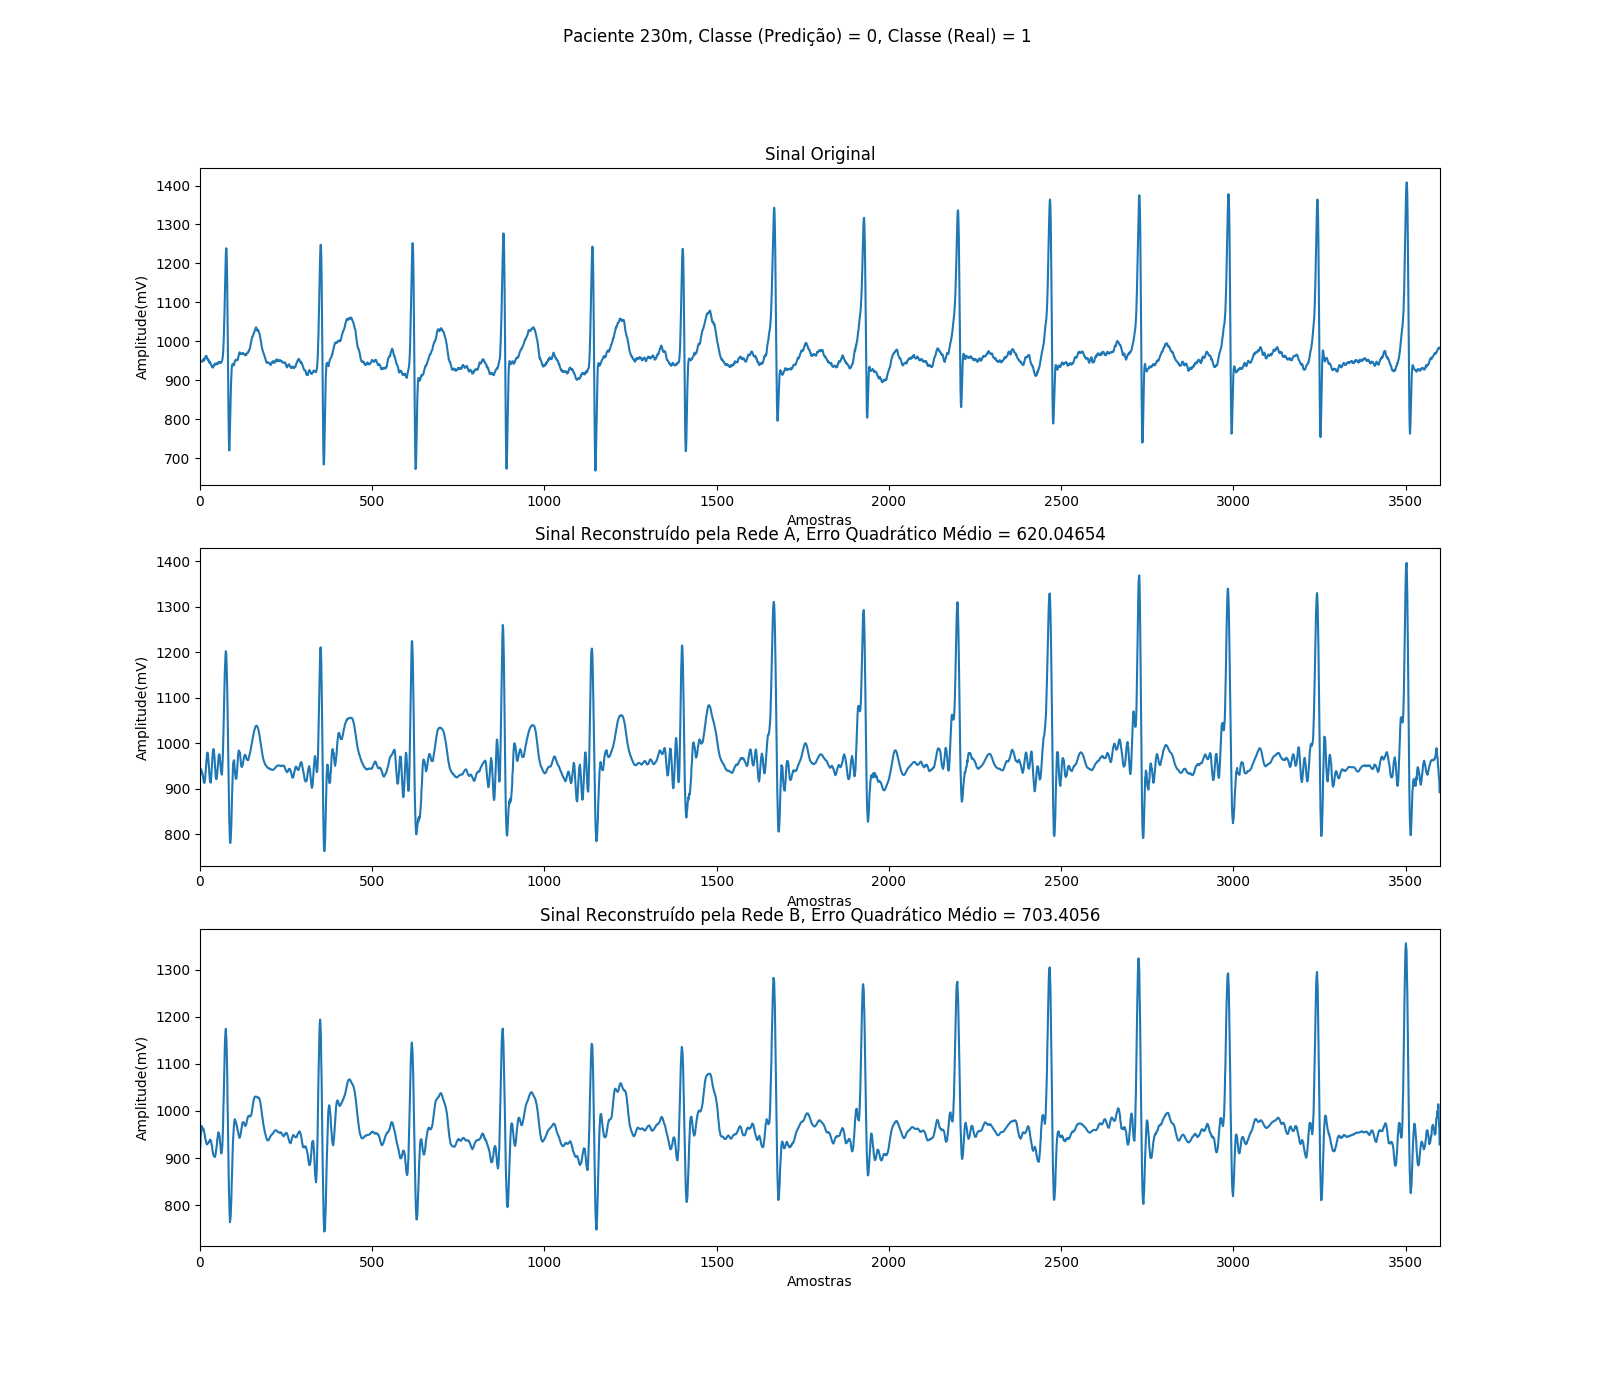 Paciente 230m, Classe (Predição) = 0, Classe (Real) = 1
Sinal Original
Amplitude(mV)
1400
1300
1200
1100
1000
900
800
700
0 500 1000 1500 2000 2500 3000 3500
Amostras
Sinal Reconstruído pela Rede A, Erro Quadrático Médio = 620.04654
Amplitude(mV)
1400
1300
1200
1100
1000
900
800
0 500 1000 1500 2000 2500 3000 3500
Amostras
Sinal Reconstruído pela Rede B, Erro Quadrático Médio = 703.4056
Amplitude(mV)
1300
1200
1100
1000
900
800
0 500 1000 1500 2000 2500 3000 3500
Amostras